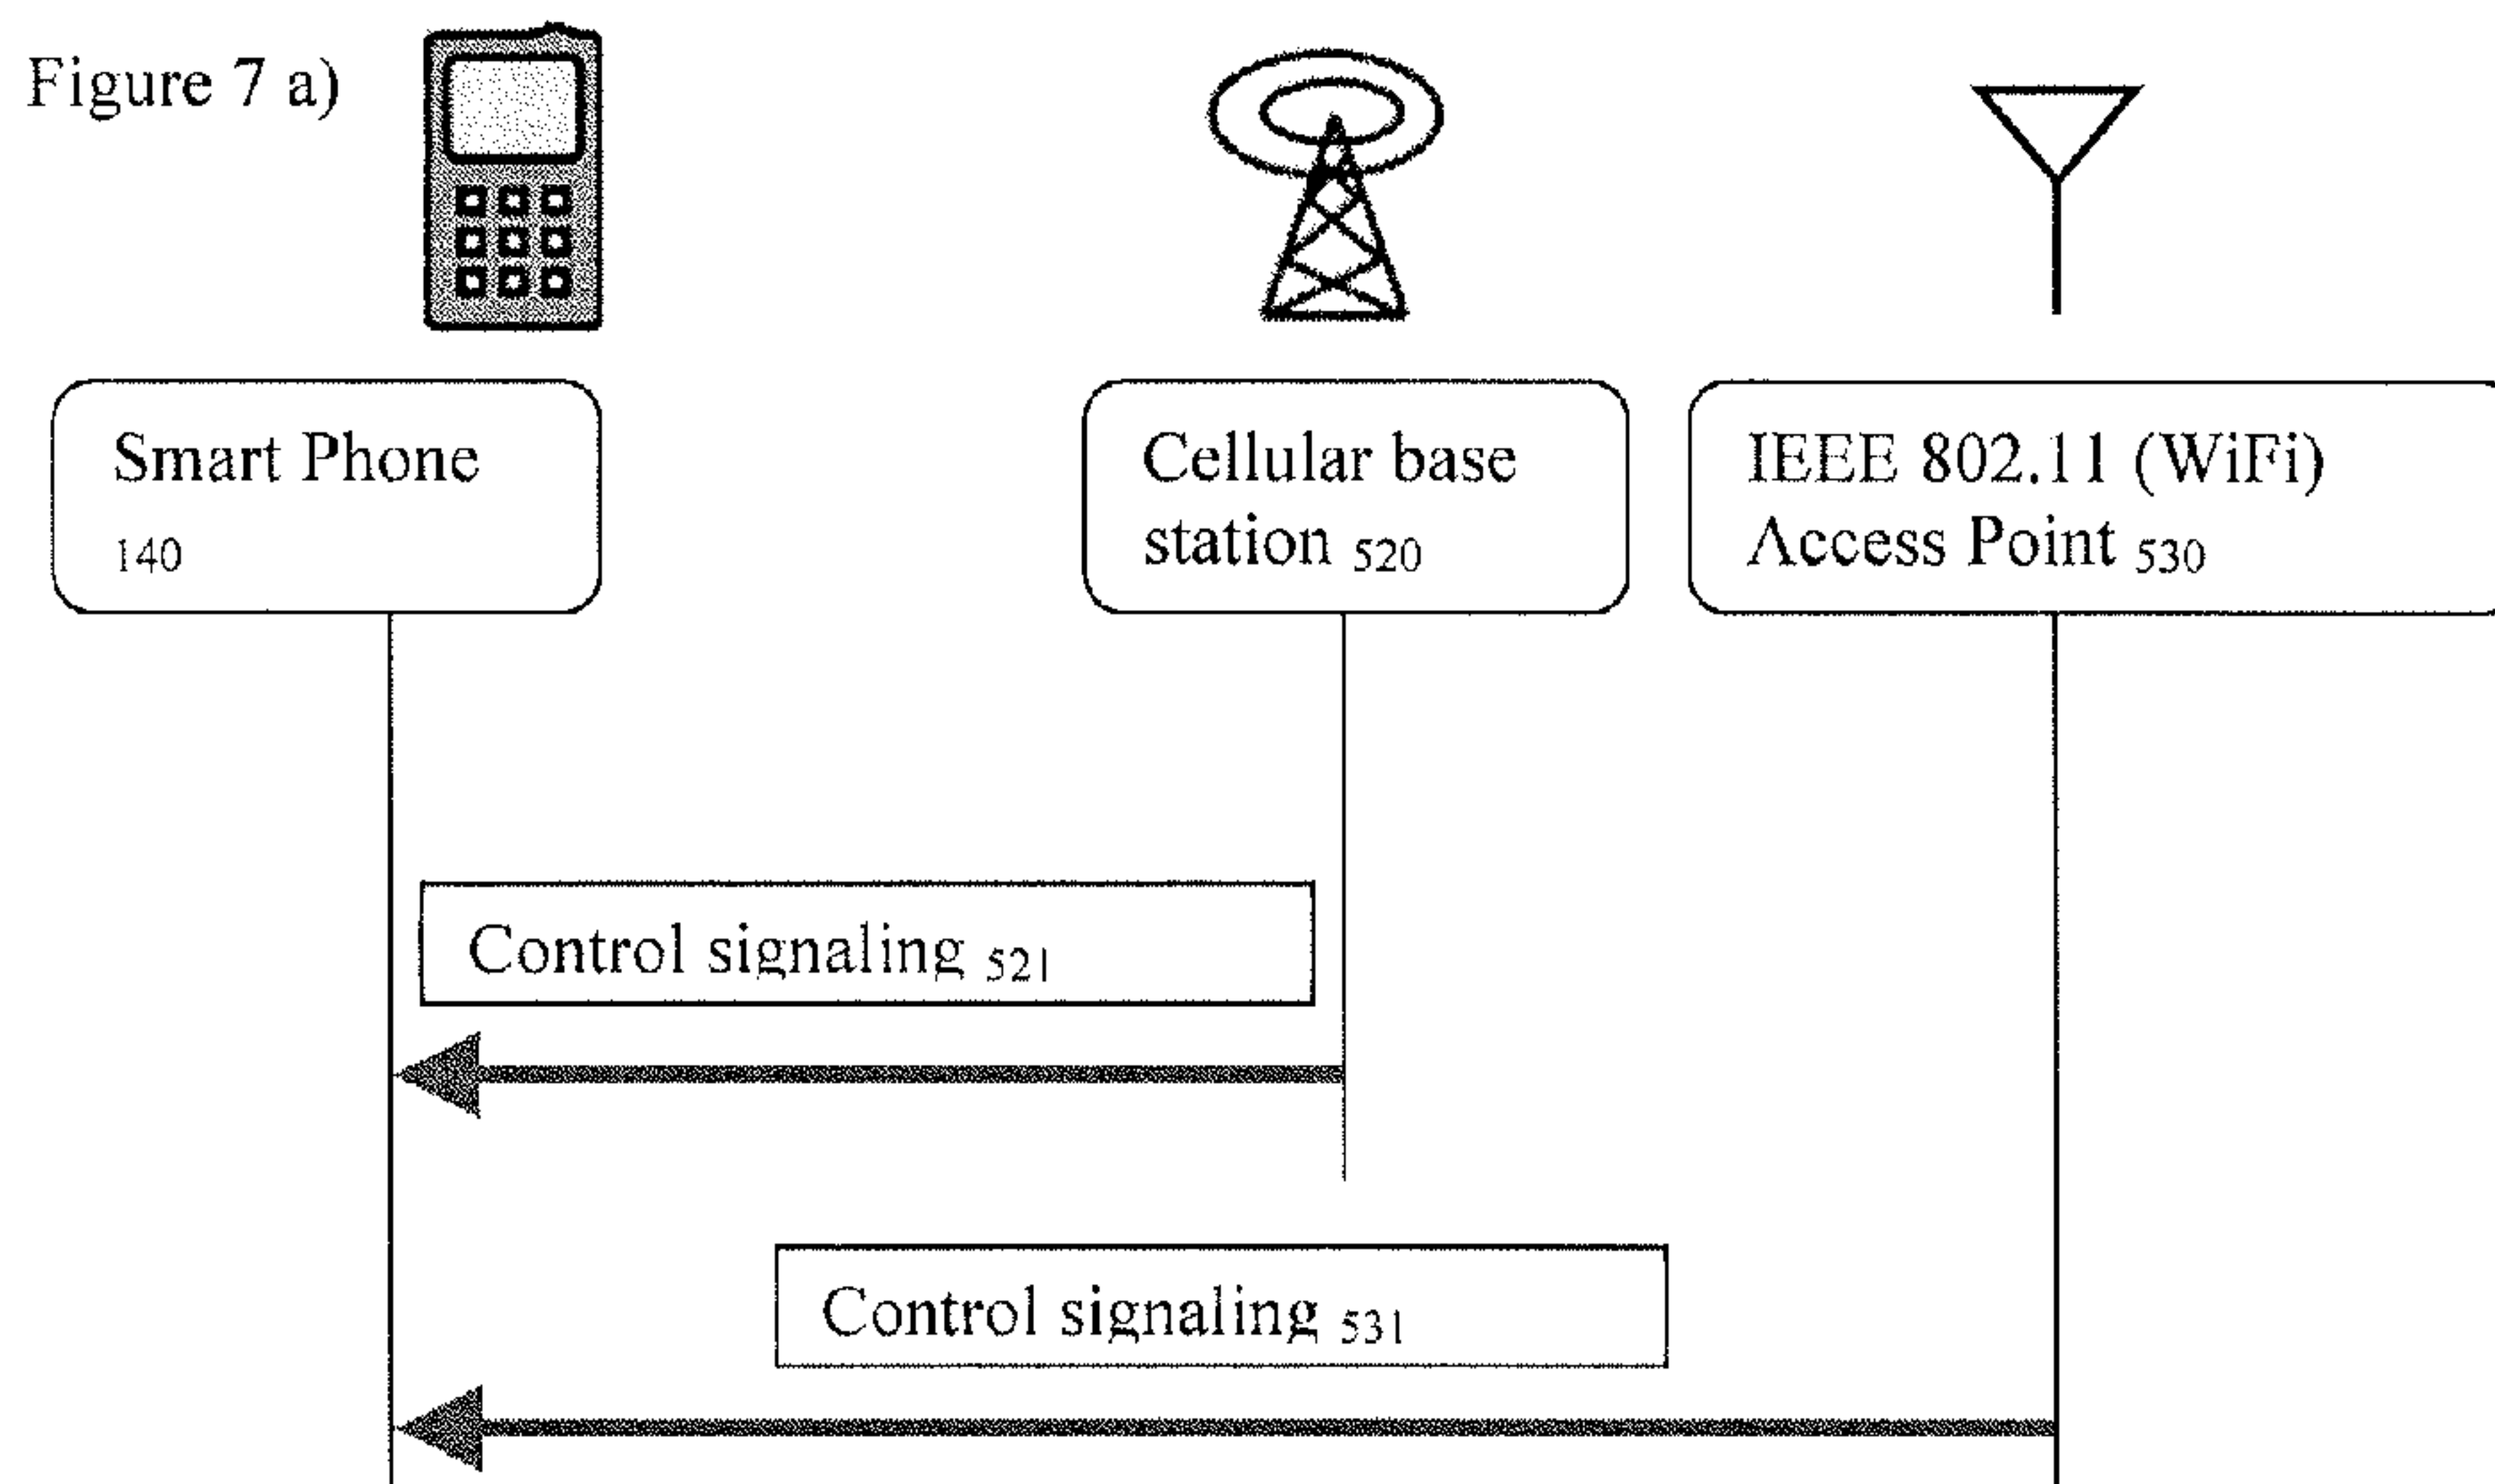 Figure 7 a)
Smart Phone
140
Cellular base
station 520
IEEE 802.11 (WiFi)
Access Point 530
Control signaling 521
Control signaling 531